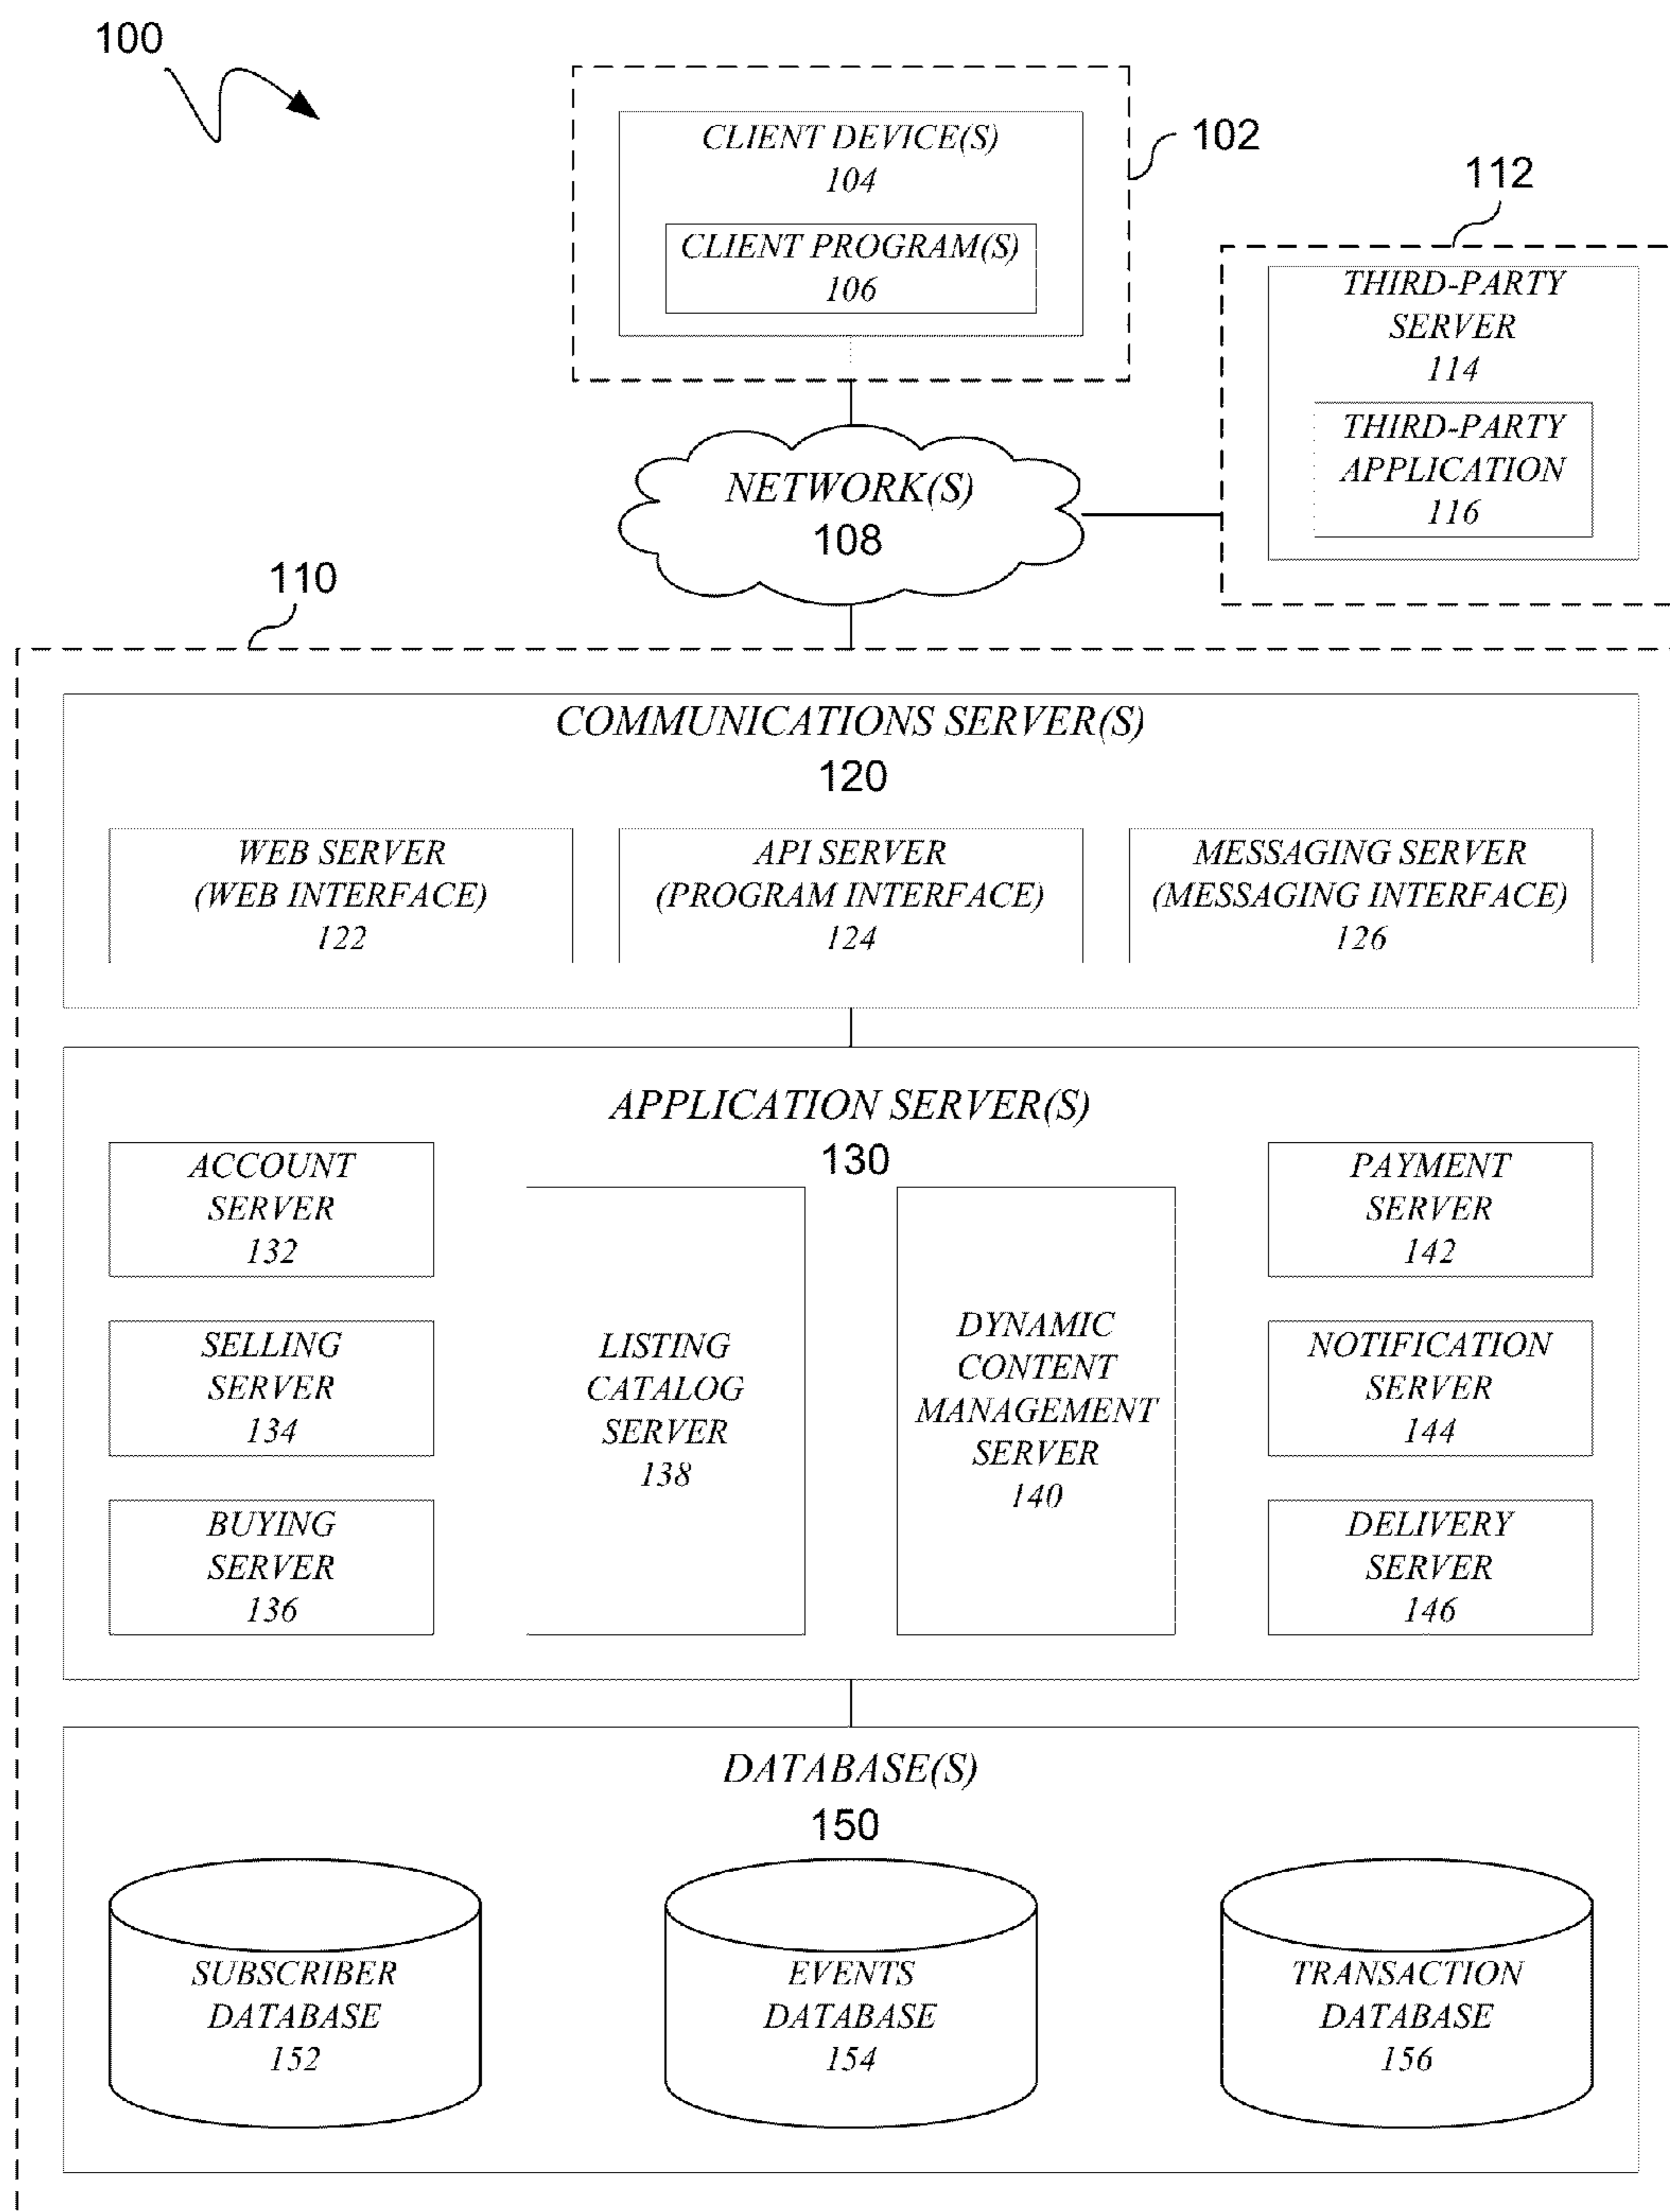 100
102
CLIENT DEVICE(S)
104
CLIENT PROGRAM(S)
106
112
THIRD-PARTY
SERVER
114
THIRD-PARTY
APPLICATION
116
NETWORK(S)
108
110
COMMUNICATIONS SERVER(S)
120
WEB SERVER
(WEB INTERFACE)
122
API SERVER
(PROGRAM INTERFACE)
124
MESSAGING SERVER
(MESSAGING INTERFACE)
126
APPLICATION SERVER(S)
130
ACCOUNT
SERVER
132
SELLING
SERVER
134
BUYING
SERVER
136
LISTING
CATALOG
SERVER
138
DYNAMIC
CONTENT
MANAGEMENT
SERVER
140
PAYMENT
SERVER
142
NOTIFICATION
SERVER
144
DELIVERY
SERVER
146
DATABASE(S)
150
SUBSCRIBER
DATABASE
152
EVENTS
DATABASE
154
TRANSACTION
DATABASE
156